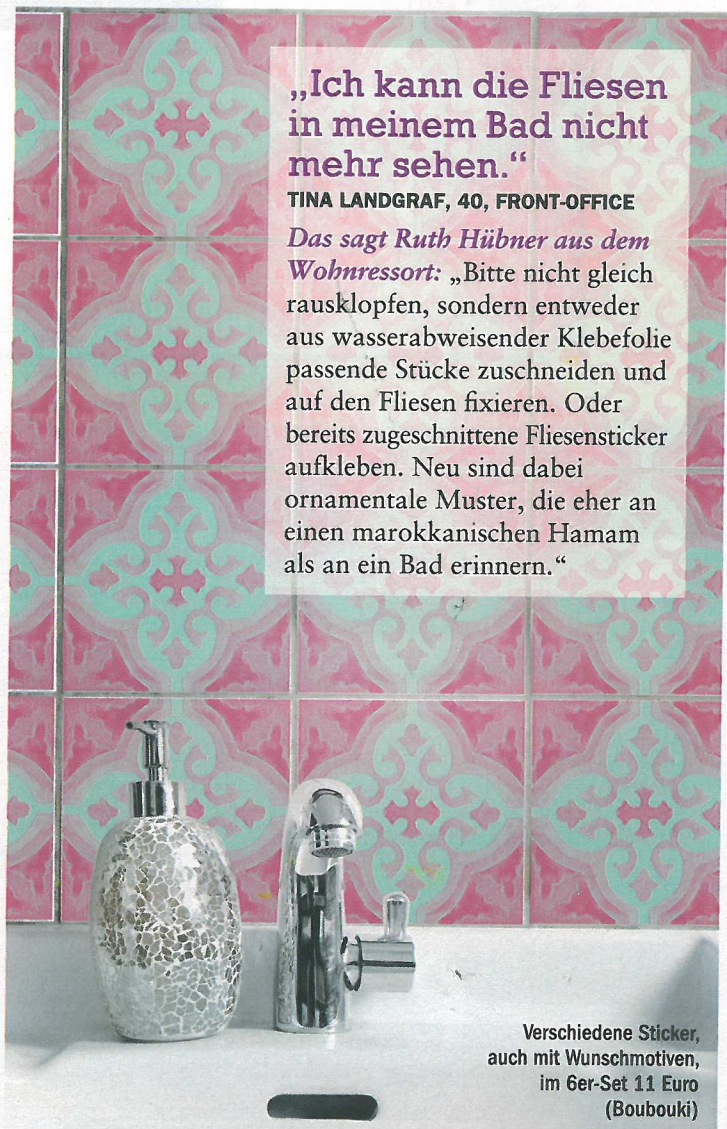 „Ich kann die Fliesen
in meinem Bad nicht
mehr sehen.“
TINA LANDGRAF, 40, FRONT-OFFICE
Das sagt Ruth Hübner aus dem
Wohnressort: „Bitte nicht gleich
rausklopfen, sondern entweder
aus wasserabweisender Klebefolie
passende Stücke zuschneiden und
auf den Fliesen fixieren. Oder
bereits zugeschnittene Fliesensticker
aufkleben. Neu sind dabei
ornamentale Muster, die eher an
einen marokkanischen Hamam
als an ein Bad erinnern.“
Verschiedene Sticker,
auch mit Wunschmotiven,
im 6er-Set 11 Euro
(Boubouki)